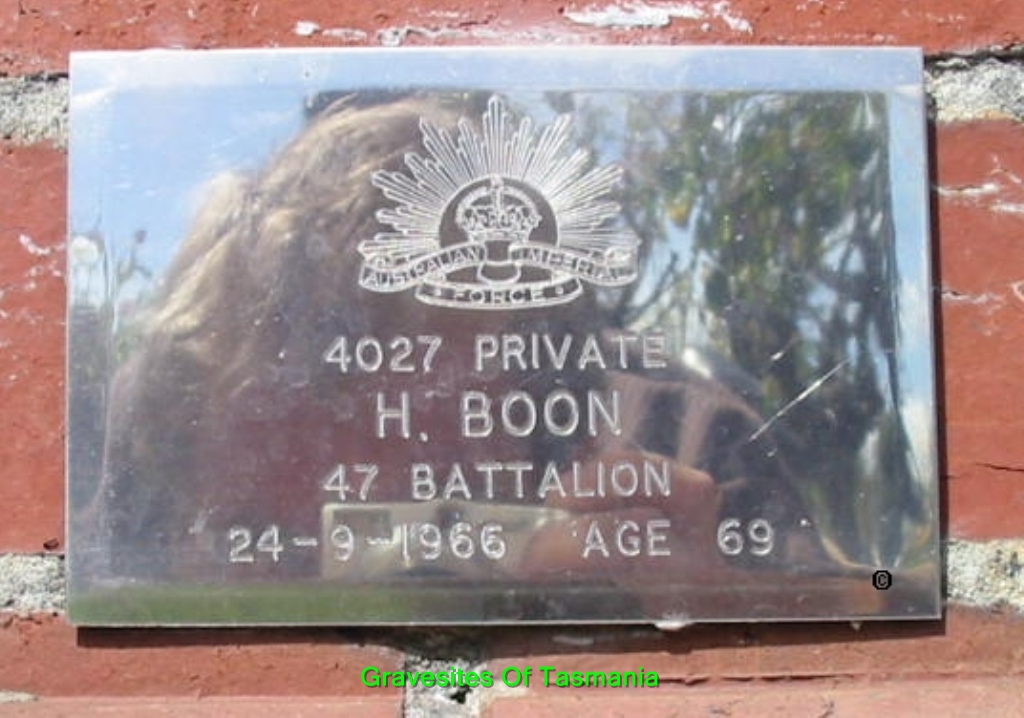 AUSTRALIAN IMPERIAL
FORCE
4027 PRIVATE
H. BOON
47 BATTALION
24-9-1966 AGE 69
©
Gravesites Of Tasmania